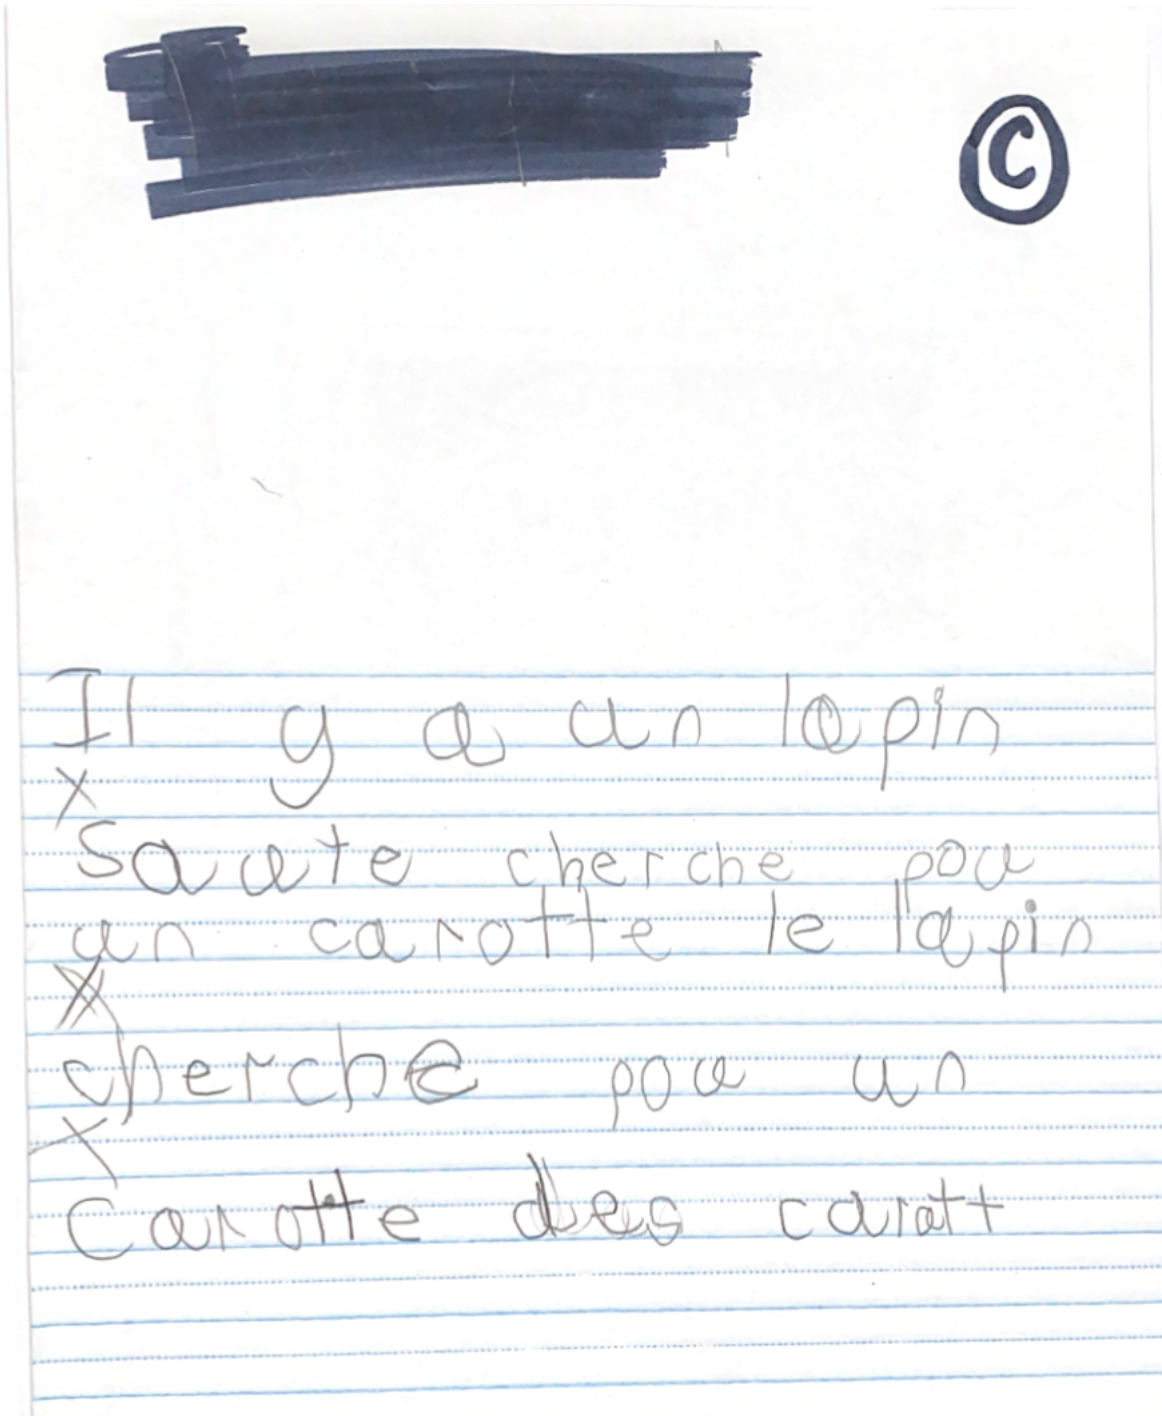 C
Il y a un lapin
x
Saute cherche pou
un carotte le lapin
x
cherche pou un
x
Carotte des caratt